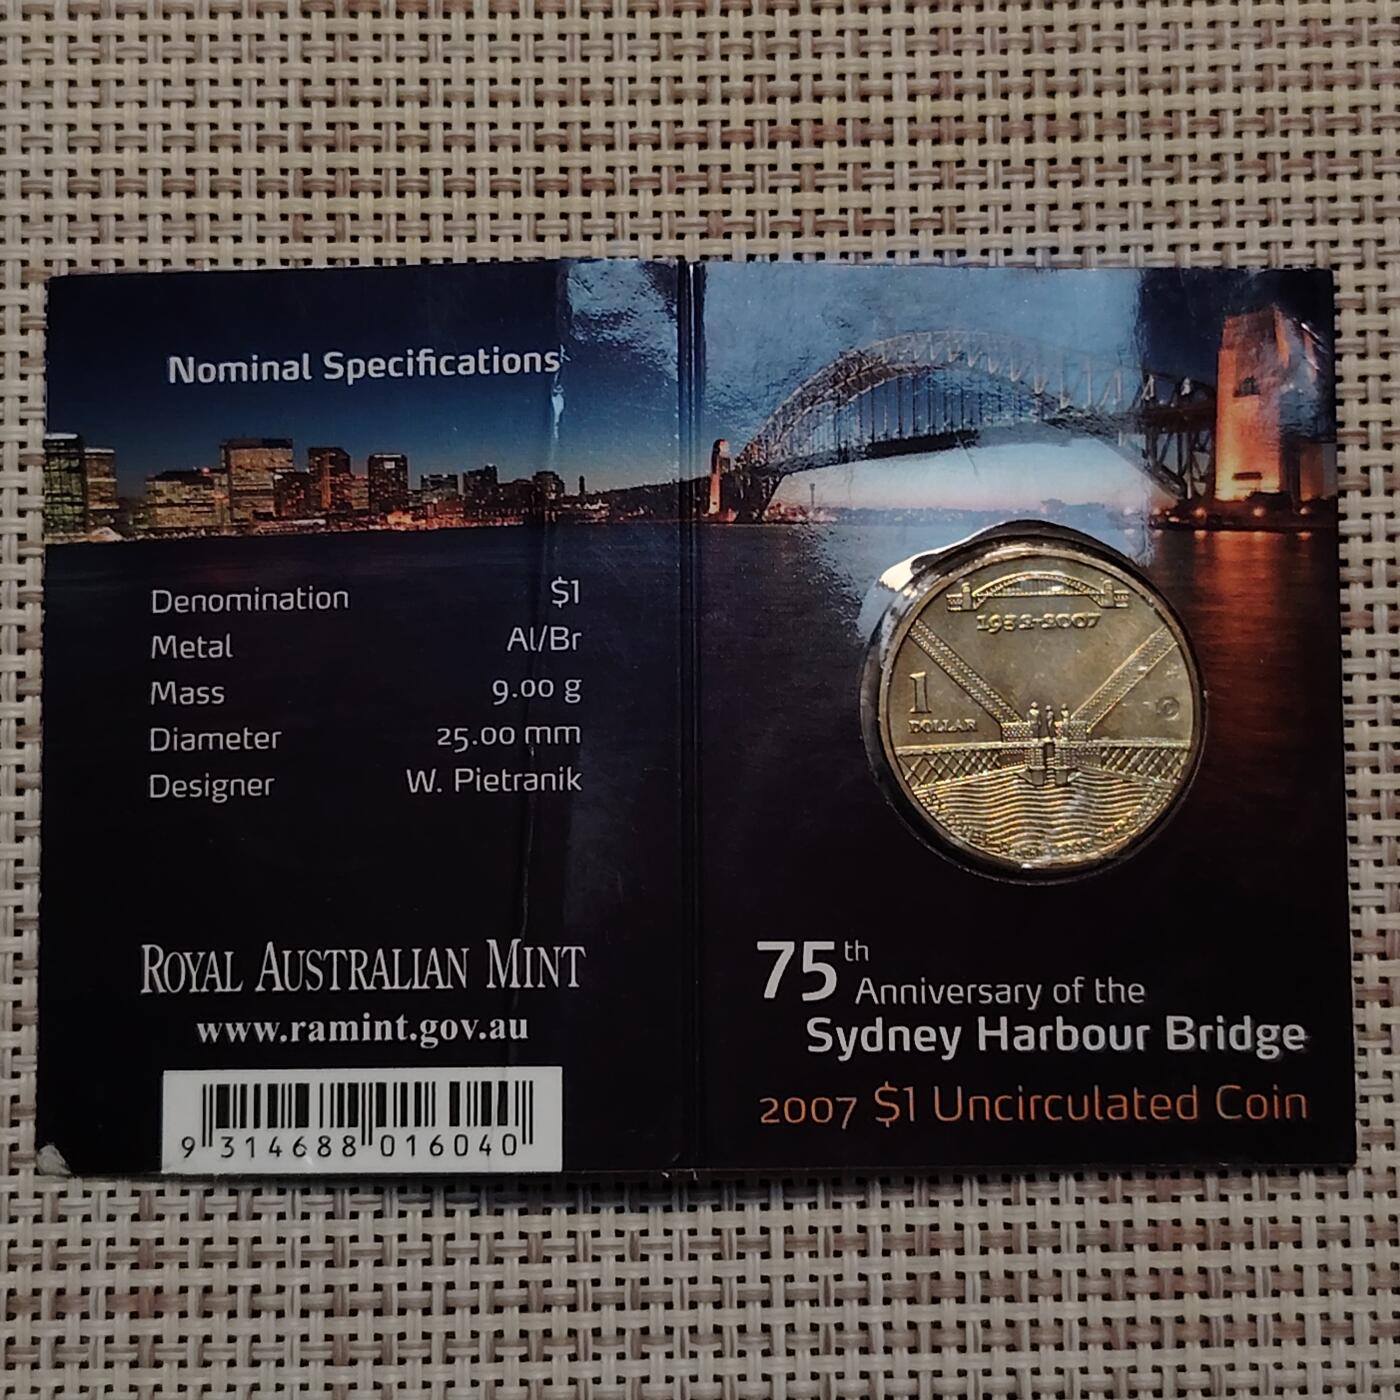 Nominal Specifications
Denomination $1
Metal Al/Br
Mass 9.00 g
Diameter 25.00 mm
Designer W. Pietranik
ROYAL AUSTRALIAN MINT
www.ramint.gov.au
9 314688 016040
1932-2007
1
DOLLAR
75th
Anniversary of the
Sydney Harbour Bridge
2007 $1 Uncirculated Coin